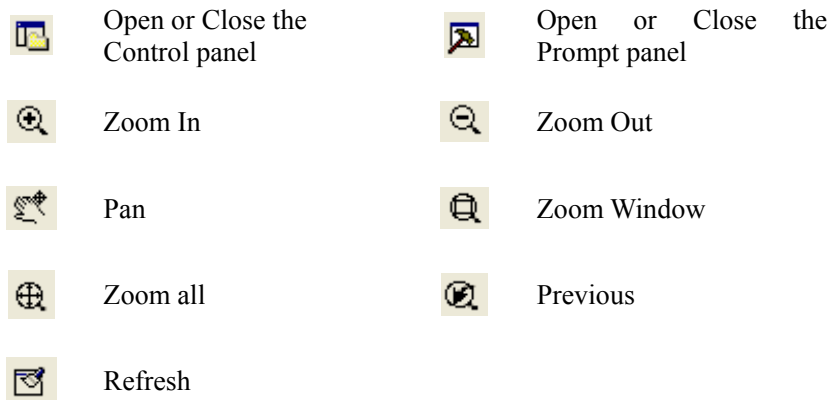 Open or Close the
Control panel
Open or Close the
Prompt panel
Zoom In
Zoom Out
Pan
Zoom Window
Zoom all
Previous
Refresh